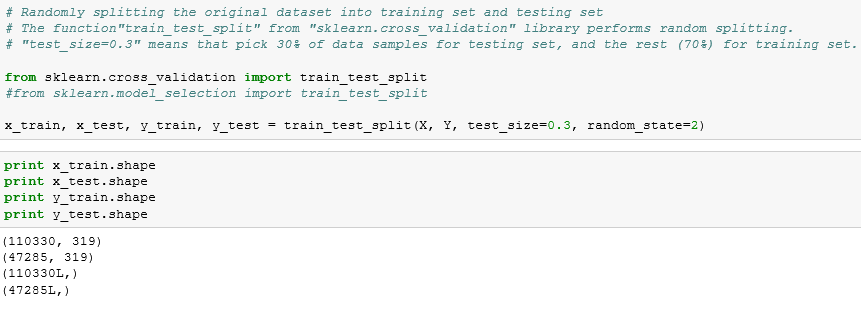 # Randomly splitting the original dataset into training set and testing set
# The function"train_test_split" from "sklearn.cross_validation" library performs random splitting.
# "test_size=0.3" means that pick 30% of data samples for testing set, and the rest (70%) for training set.
from sklearn.cross_validation import train_test_split
#from sklearn.model_selection import train_test_split
x_train, x_test, y_train, y_test = train_test_split(X, Y, test_size=0.3, random_state=2)
print x_train.shape
print x_test.shape
print y_train.shape
print y_test.shape
(110330, 319)
(47285, 319)
(110330L,)
(47285L,)